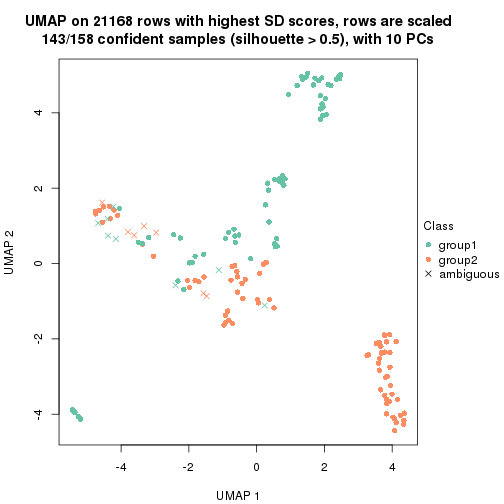 UMAP on 21168 rows with highest SD scores, rows are scaled
143/158 confident samples (silhouette > 0.5), with 10 PCs
4
2
0
-2
-4
UMAP 2
-4
-2
0
2
4
UMAP 1
Class
group1
group2
ambiguous